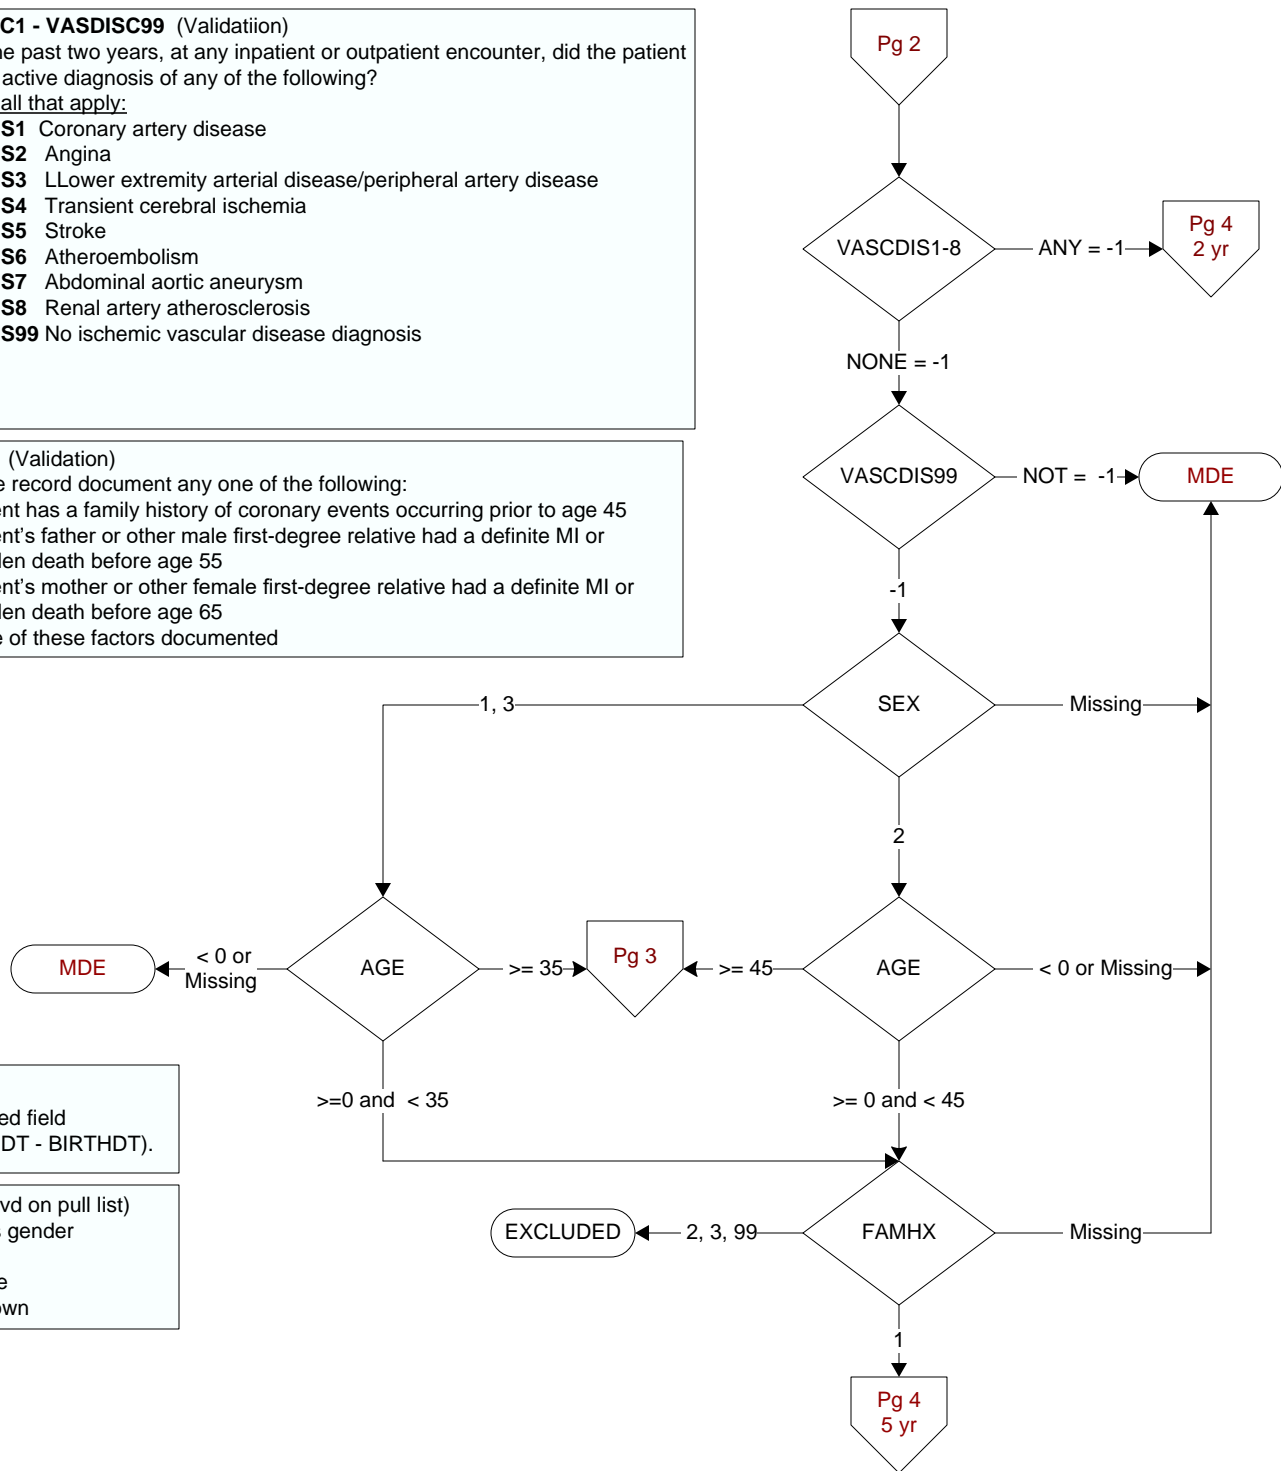 C1 - VASDISC99 (Validatiion)
he past two years, at any inpatient or outpatient encounter, did the patient
active diagnosis of any of the following?
all that apply:
S1 Coronary artery disease
S2 Angina
S3 LLower extremity arterial disease/peripheral artery disease
S4 Transient cerebral ischemia
S5 Stroke
S6 Atheroembolism
S7 Abdominal aortic aneurysm
S8 Renal artery atherosclerosis
S99 No ischemic vascular disease diagnosis
(Validation)
e record document any one of the following:
ent has a family history of coronary events occurring prior to age 45
ent's father or other male first-degree relative had a definite MI or
den death before age 55
ent's mother or other female first-degree relative had a definite MI or
den death before age 65
e of these factors documented
Pg 2
VASCDIS1-8
ANY = -1
Pg 4
2 yr
NONE = -1
VASCDIS99
NOT = -1
MDE
-1
SEX
1, 3
Missing
2
MDE
< 0 or
Missing
AGE
>= 35
Pg 3
>= 45
AGE
< 0 or Missing
>=0 and < 35
>= 0 and < 45
ed field
DT - BIRTHDT).
vd on pull list)
s gender
e
own
EXCLUDED
2, 3, 99
FAMHX
Missing
1
Pg 4
5 yr